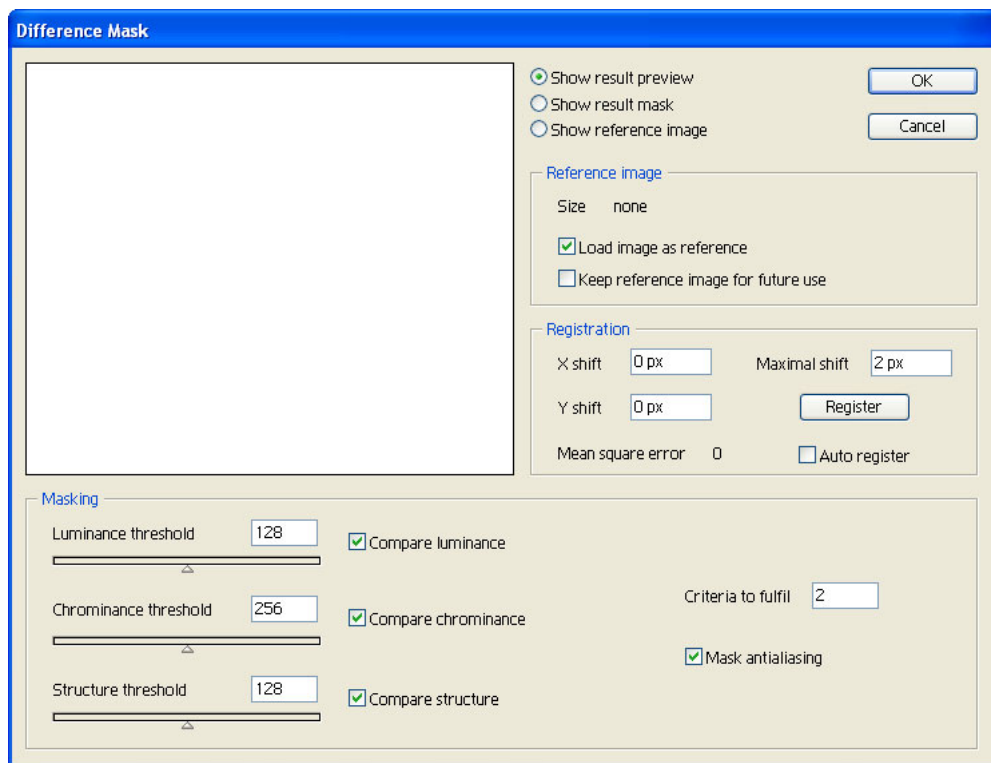 Difference Mask
Show result preview
OK
Show result mask
Cancel
Show reference image
Reference image
Size none
Load image as reference
Keep reference image for future use
Registration
X shift 0 px Maximal shift 2 px
Y shift 0 px Register
Mean square error 0 Auto register
Masking
Luminance threshold 128 Compare luminance
Chrominance threshold 256 Compare chrominance
Criteria to fulfil 2
Mask antialiasing
Structure threshold 128 Compare structure